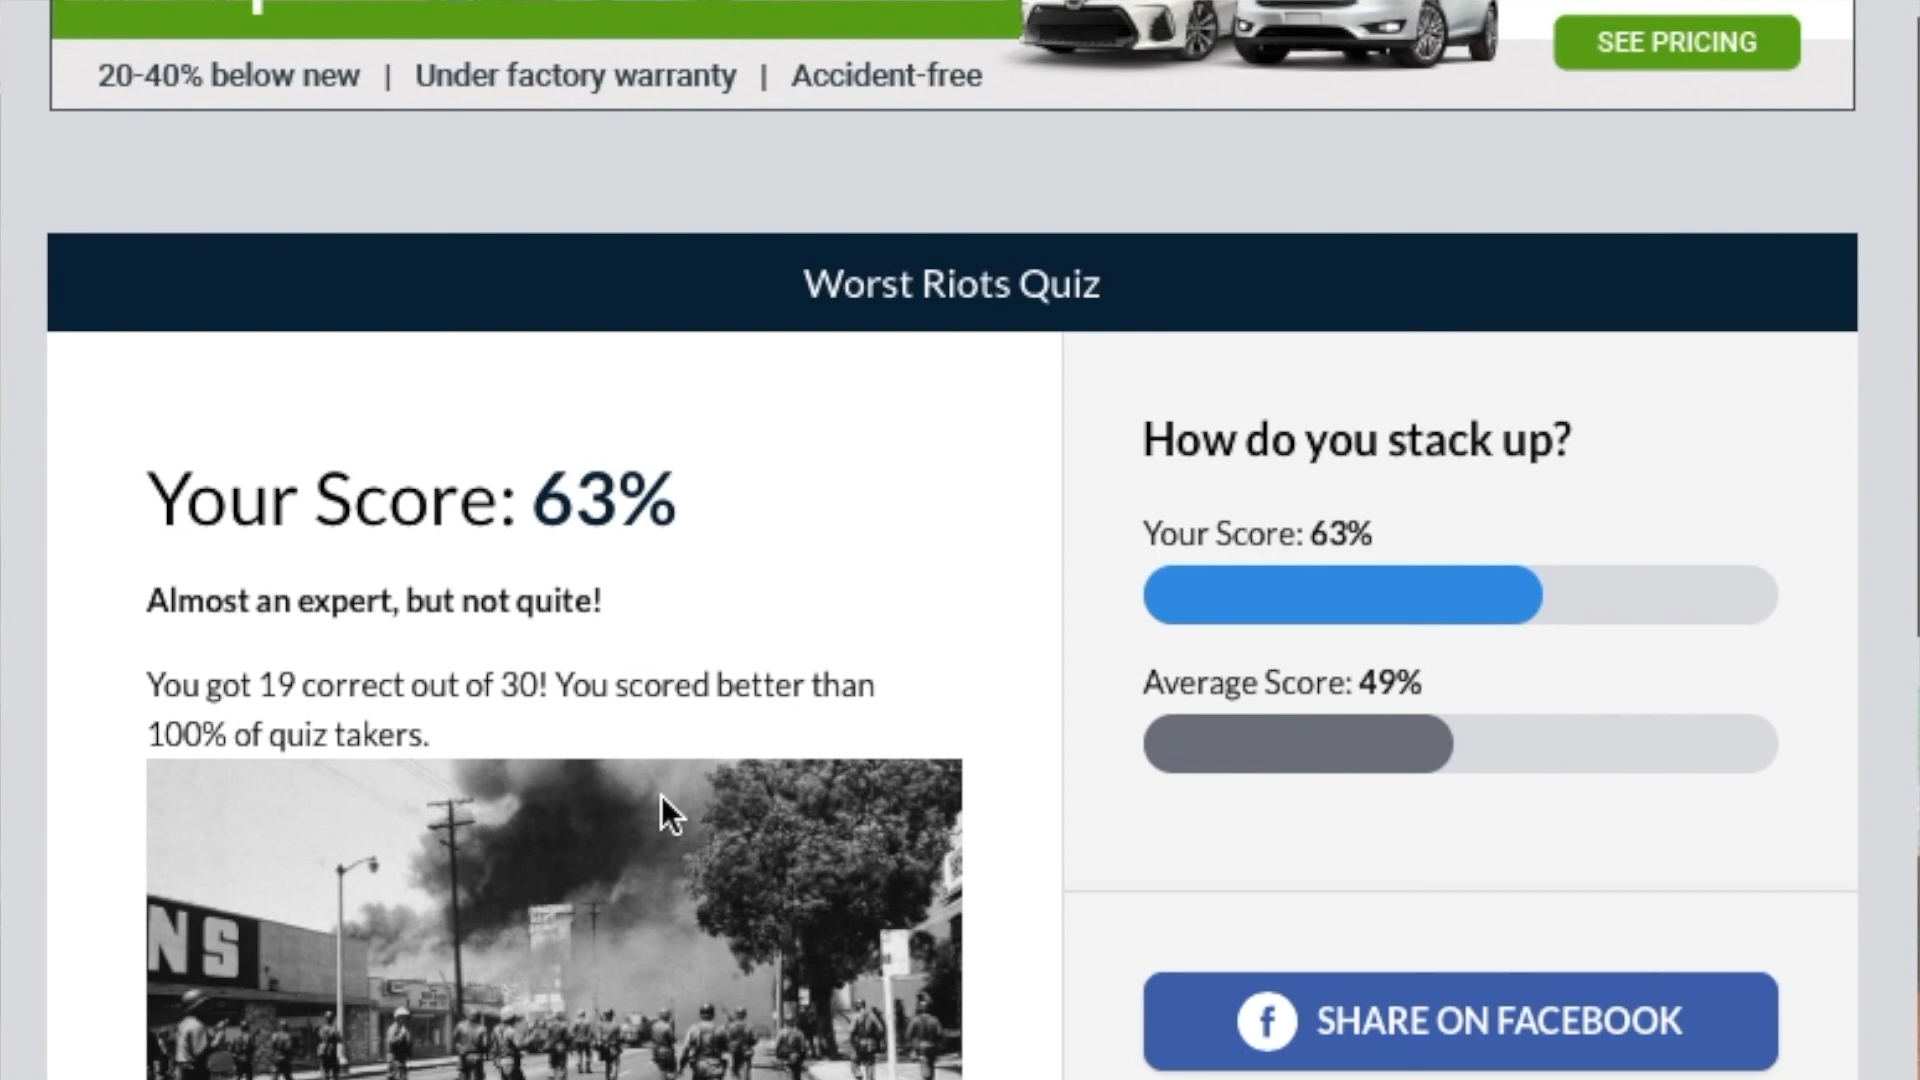 20-40% below new | Under factory warranty | Accident-free
SEE PRICING
Worst Riots Quiz
Your Score: 63%
Almost an expert, but not quite!
You got 19 correct out of 30! You scored better than
100% of quiz takers.
NS
How do you stack up?
Your Score: 63%
Average Score: 49%
SHARE ON FACEBOOK